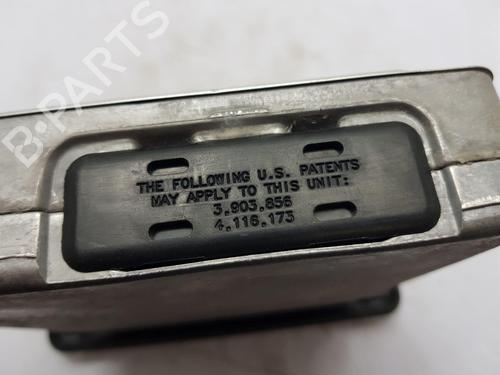 B-PARTS
THE FOLLOWING U.S. PATENTS
MAY APPLY TO THIS UNIT:
3.903.856
4.116.173